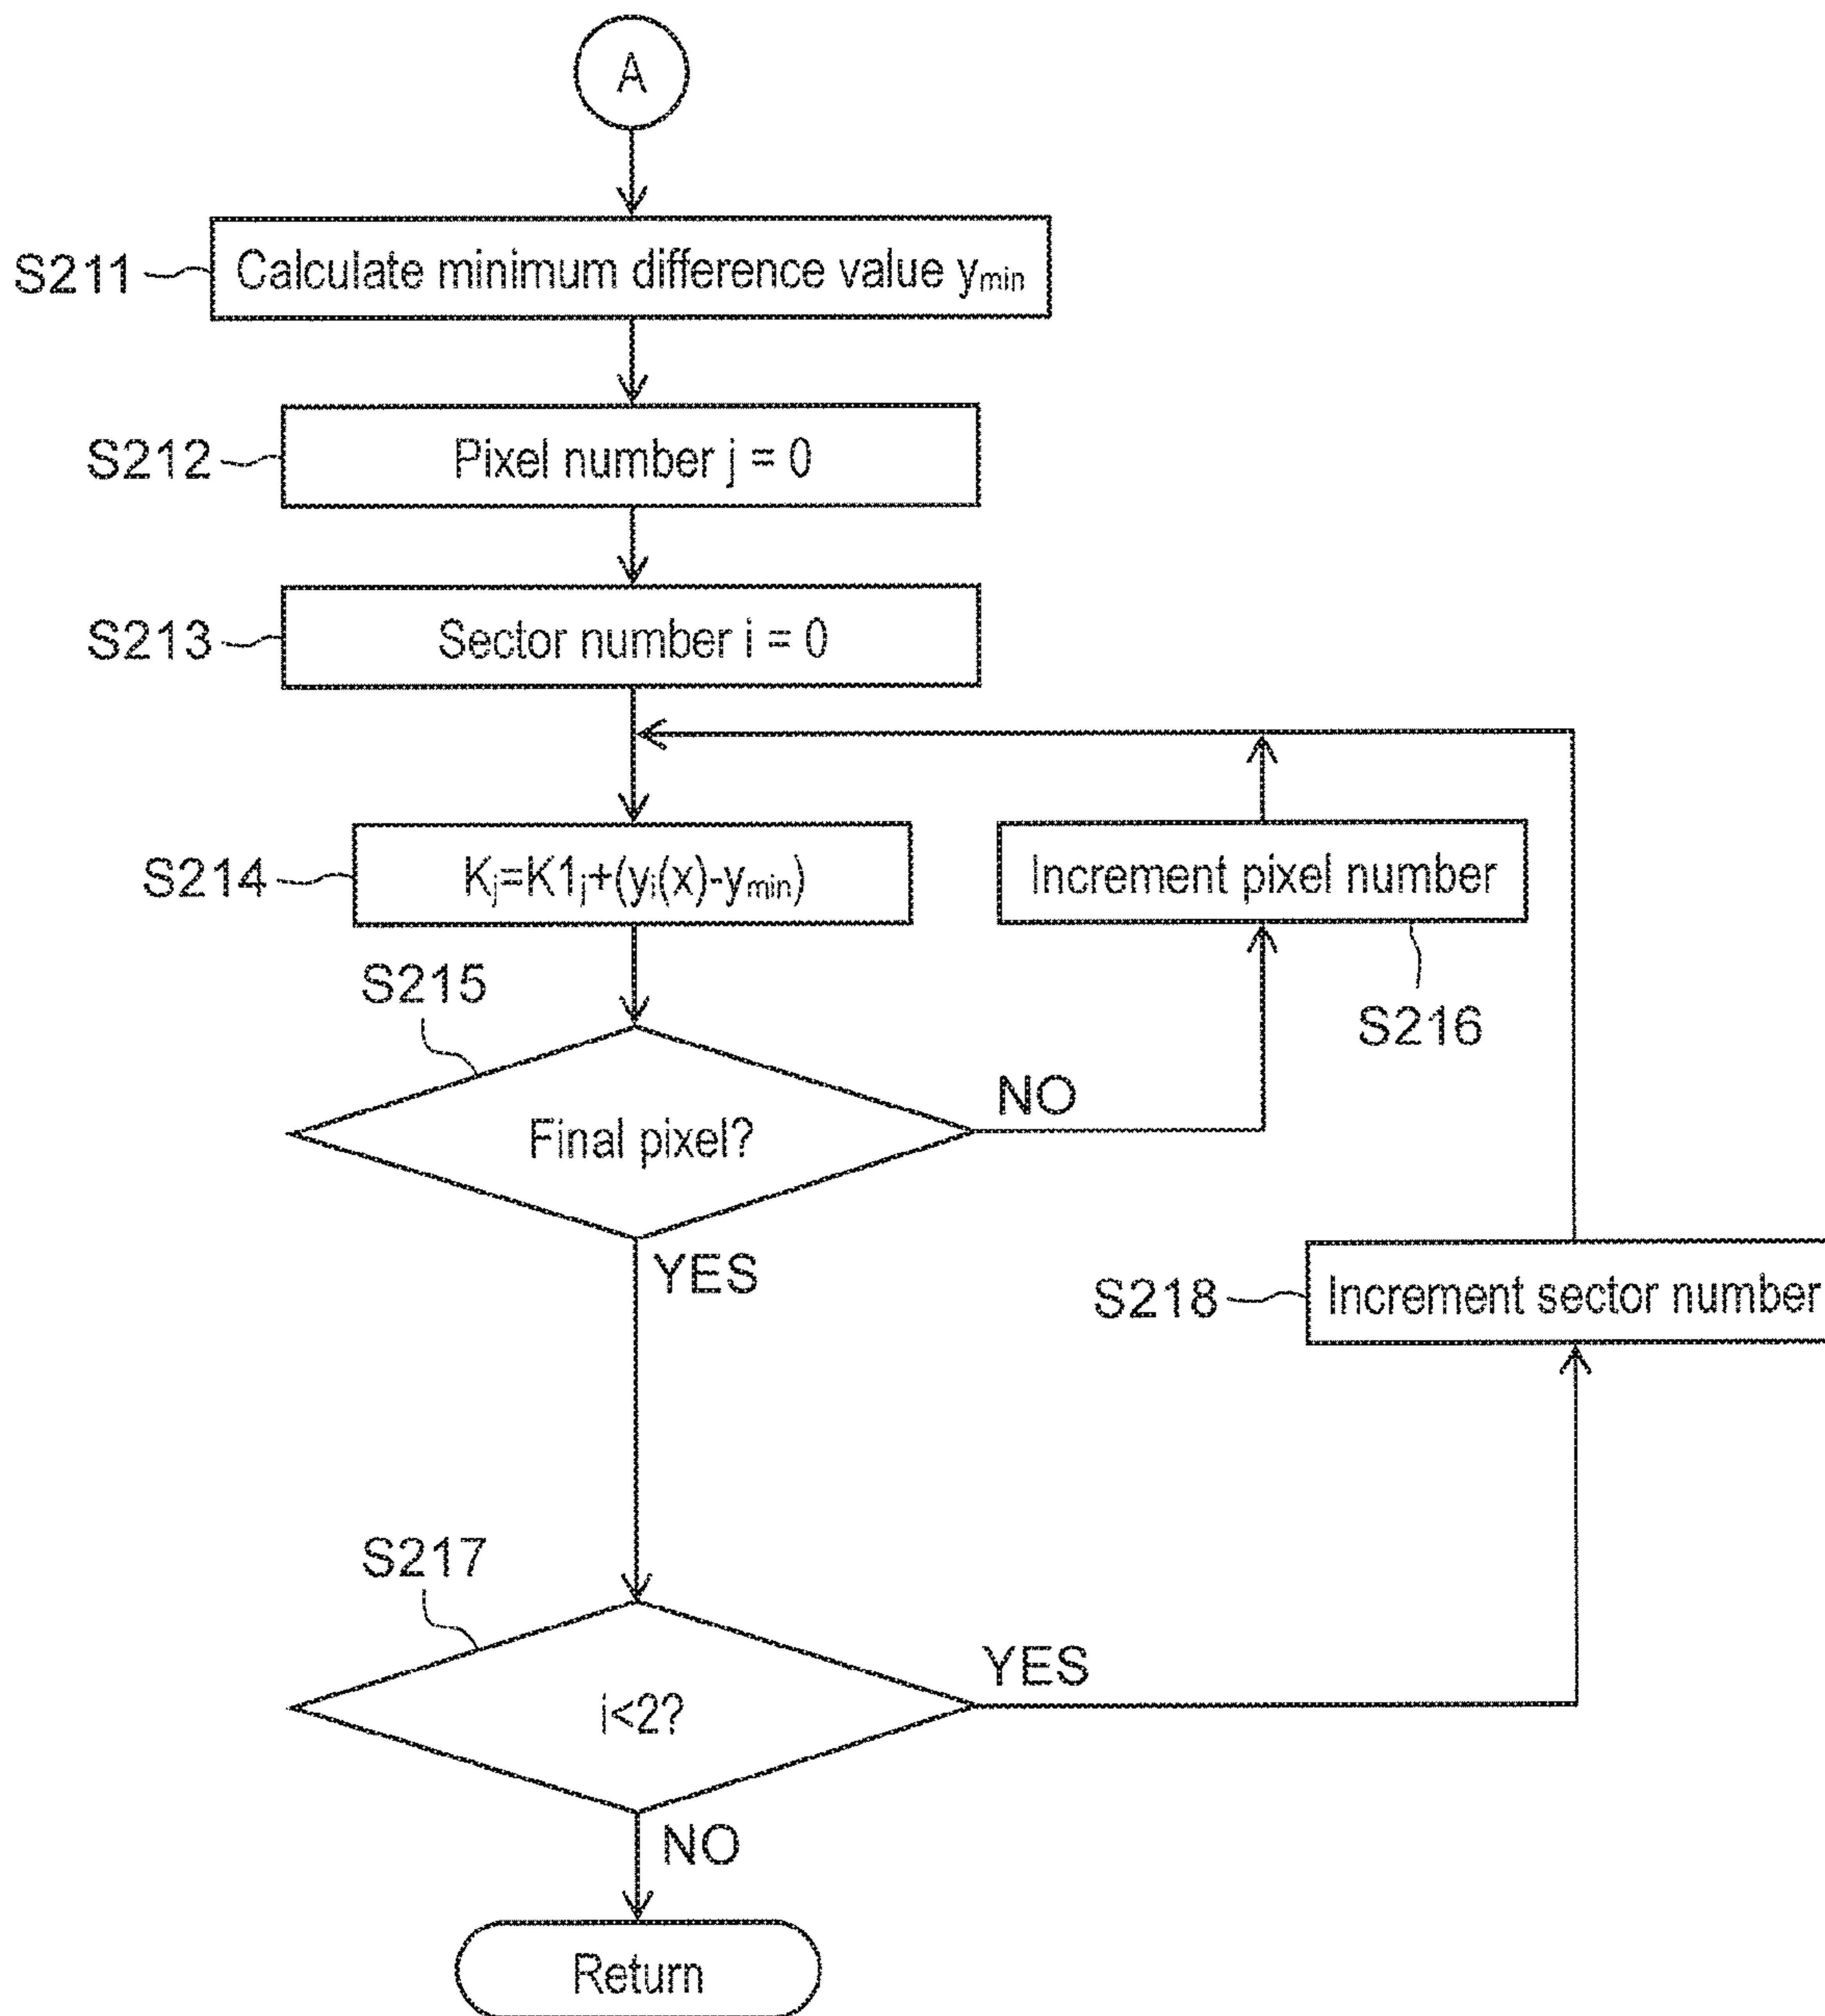 A
S211
Calculate minimum difference value ymin
S212
Pixel number j = 0
S213
Sector number i = 0
S214
Kj=K1j+(yi(x)-ymin)
Increment pixel number
S216
S215
Final pixel?
NO
YES
S218
Increment sector number
S217
i<2?
YES
NO
Return